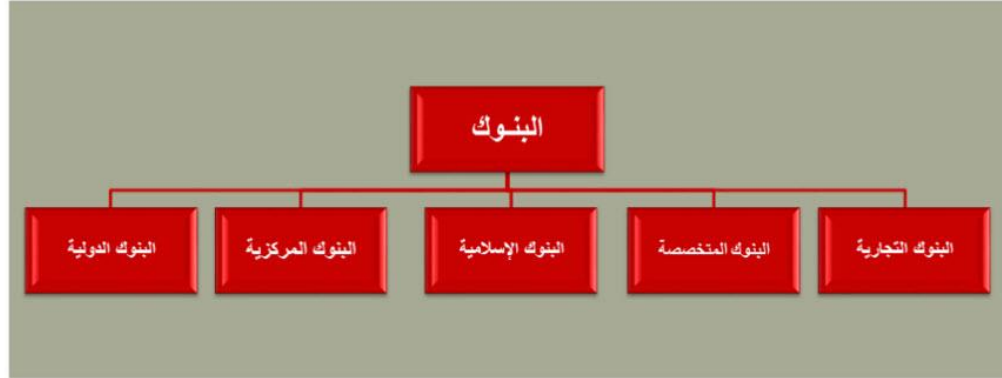 البنـوك
البنوك التجارية
البنوك المتخصصة
البنوك الإسلامية
البنوك المركزية
البنوك الدولية